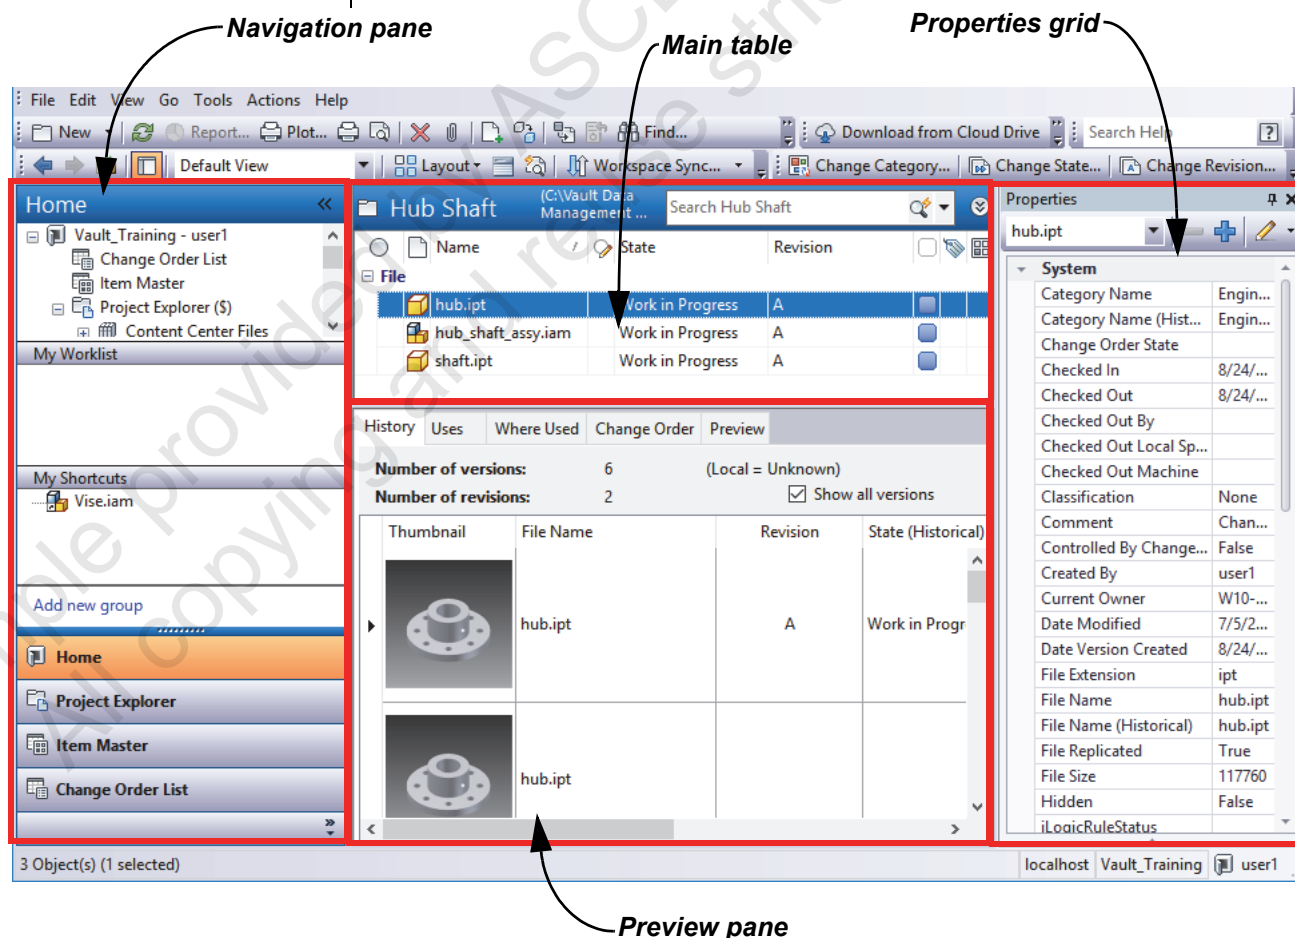 Navigation pane
Main table
Properties grid
File Edit View Go Tools Actions Help
New Report... Plot... Find... Download from Cloud Drive Search Help
Default View Layout Workspace Sync... Change Category... Change State... Change Revision...
Home
Vault_Training - user1
Change Order List
Item Master
Project Explorer ($)
Content Center Files
My Worklist
My Shortcuts
Vise.iam
Add new group
Home
Project Explorer
Item Master
Change Order List
Hub Shaft (C:\Vault Data Management ... Search Hub Shaft
Name State Revision
File
hub.ipt Work in Progress A
hub_shaft_assy.iam Work in Progress A
shaft.ipt Work in Progress A
History Uses Where Used Change Order Preview
Number of versions: 6 (Local = Unknown)
Number of revisions: 2 Show all versions
Thumbnail File Name Revision State (Historical)
hub.ipt A Work in Progr
hub.ipt
Properties
hub.ipt
System
Category Name Engin...
Category Name (Hist... Engin...
Change Order State
Checked In 8/24/...
Checked Out 8/24/...
Checked Out By
Checked Out Local Sp...
Checked Out Machine
Classification None
Comment Chan...
Controlled By Change... False
Created By user1
Current Owner W10-...
Date Modified 7/5/2...
Date Version Created 8/24/...
File Extension ipt
File Name hub.ipt
File Name (Historical) hub.ipt
File Replicated True
File Size 117760
Hidden False
iLogicRuleStatus
3 Object(s) (1 selected) localhost Vault_Training user1
Preview pane